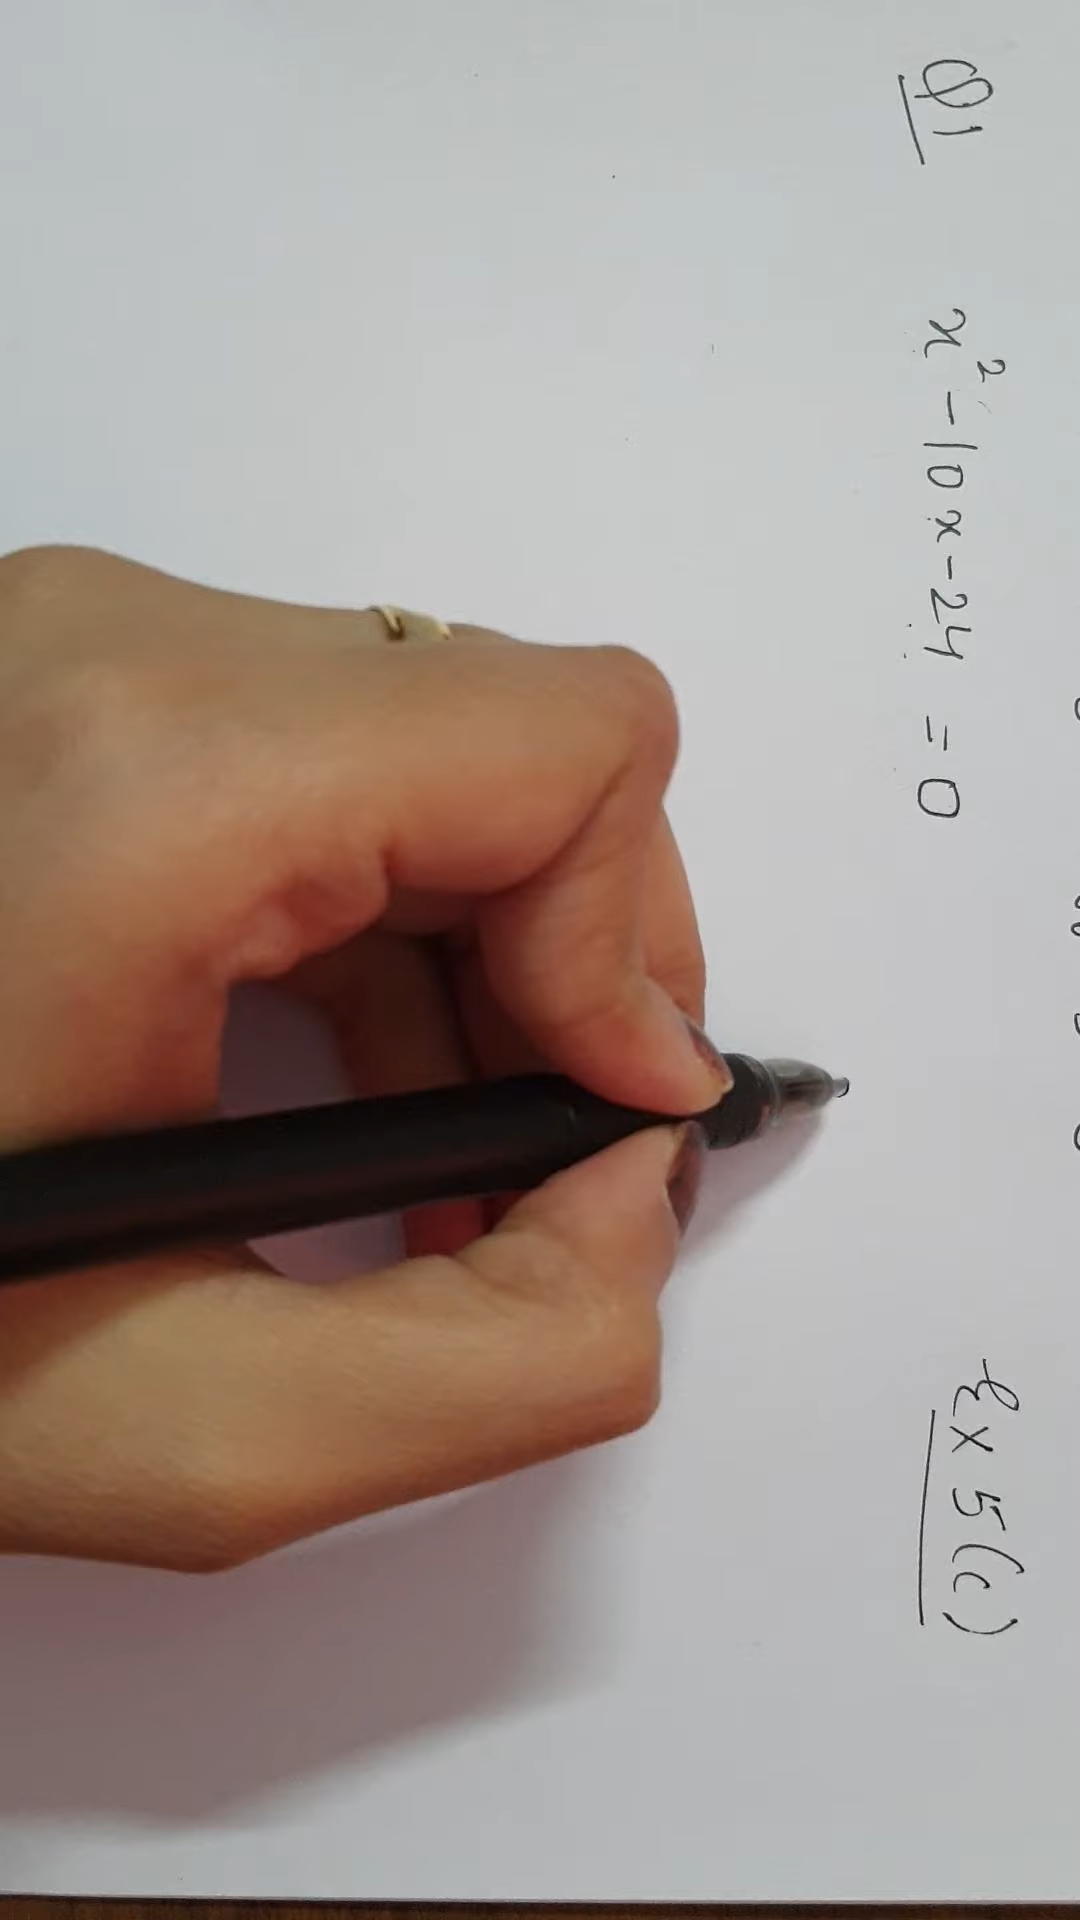 Ex 5(c)
Q1 x² - 10x - 24 = 0